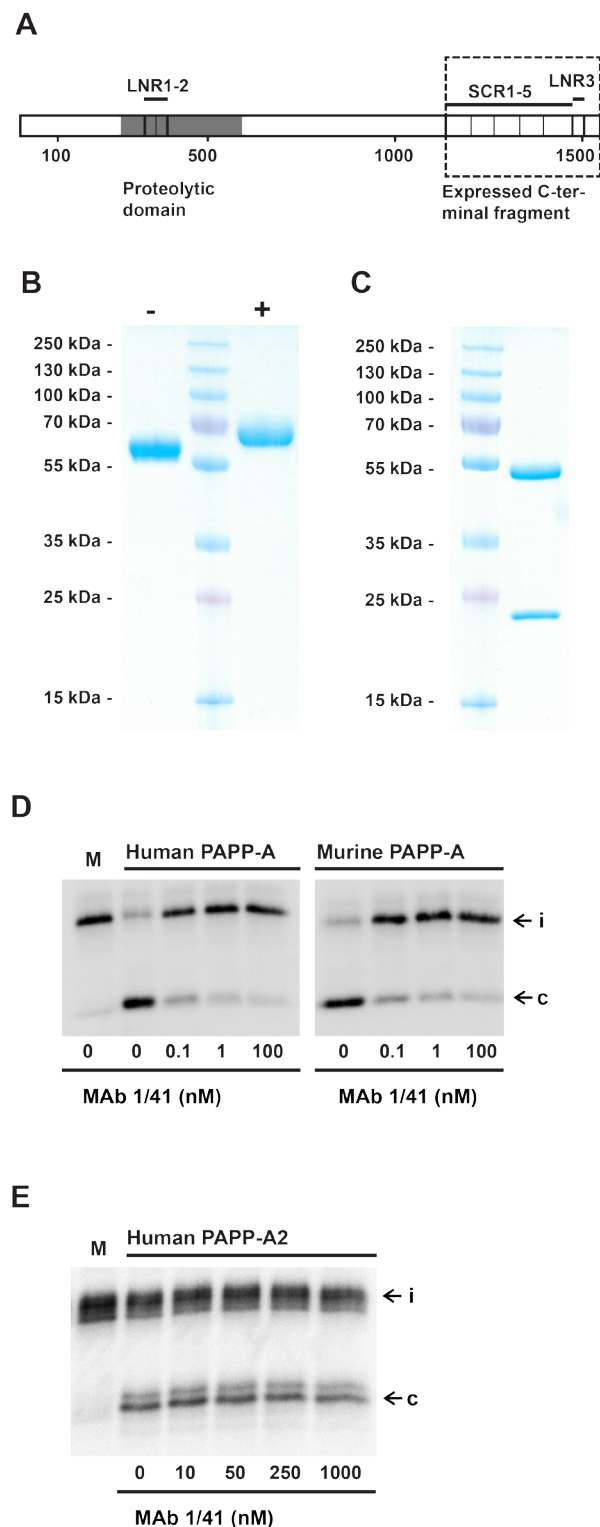 A
LNR1-2
SCR1-5
LNR3
100
500
1000
1500
Proteolytic
domain
Expressed C-ter-
minal fragment
B
-
+
250 kDa -
130 kDa -
100 kDa -
70 kDa -
55 kDa -
35 kDa -
25 kDa -
15 kDa -
C
250 kDa -
130 kDa -
100 kDa -
70 kDa -
55 kDa -
35 kDa -
25 kDa -
15 kDa -
D
M
Human PAPP-A
Murine PAPP-A
← i
← c
0 0 0.1 1 100
0 0.1 1 100
MAb 1/41 (nM)
MAb 1/41 (nM)
E
M
Human PAPP-A2
← i
← c
0 10 50 250 1000
MAb 1/41 (nM)